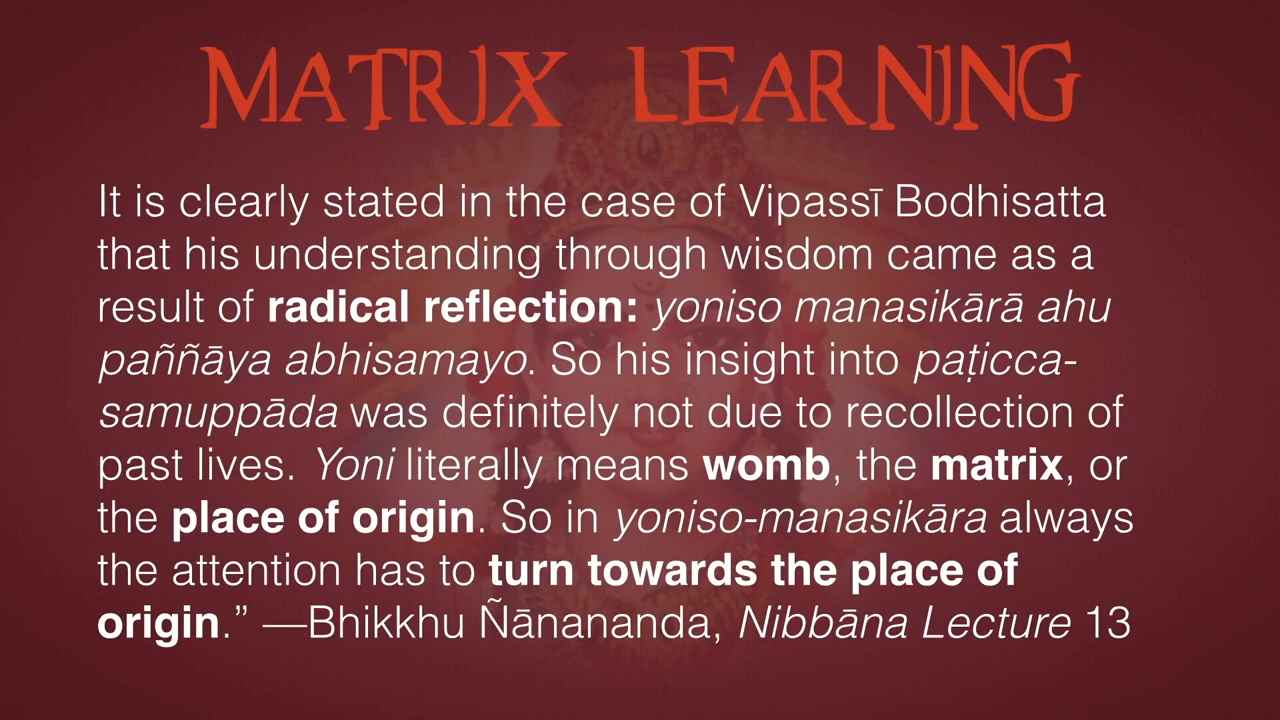 MATRIX LEARNING
It is clearly stated in the case of Vipassī Bodhisatta
that his understanding through wisdom came as a
result of radical reflection: yoniso manasikārā ahu
paññāya abhisamayo. So his insight into paṭicca-
samuppāda was definitely not due to recollection of
past lives. Yoni literally means womb, the matrix, or
the place of origin. So in yoniso-manasikāra always
the attention has to turn towards the place of
origin.” —Bhikkhu Ñānananda, Nibbāna Lecture 13